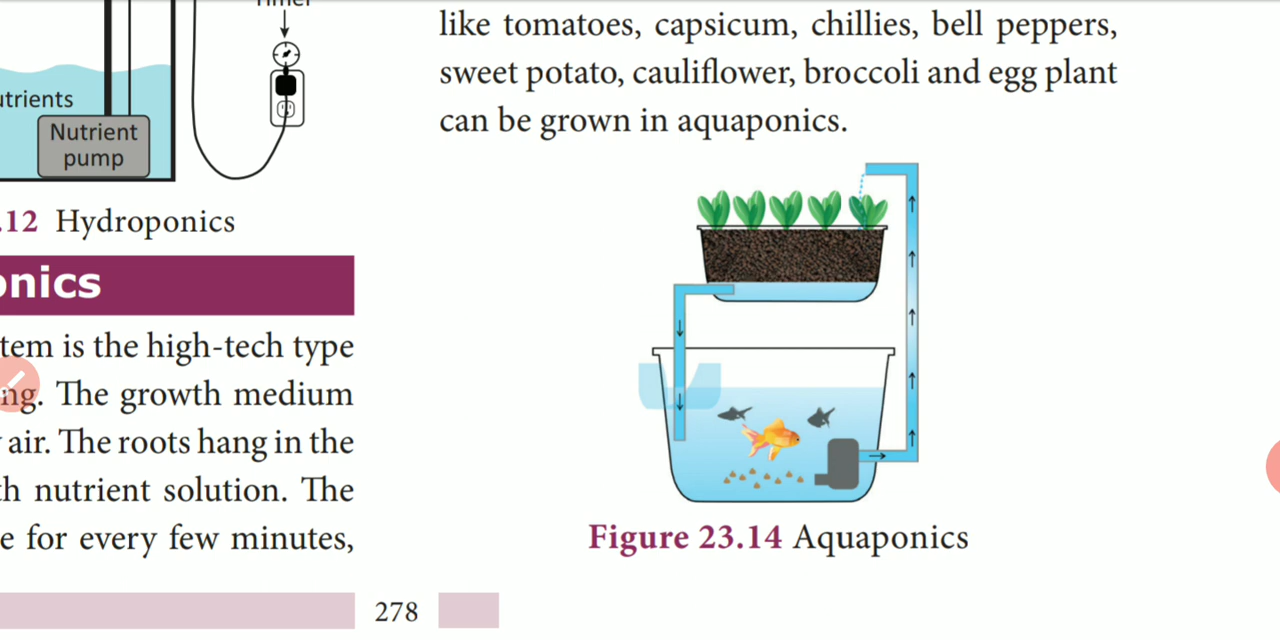 Nutrient
pump
.12 Hydroponics
onics
tem is the high-tech type
ng. The growth medium
air. The roots hang in the
th nutrient solution. The
e for every few minutes,
278
like tomatoes, capsicum, chillies, bell peppers,
sweet potato, cauliflower, broccoli and egg plant
can be grown in aquaponics.
Figure 23.14 Aquaponics